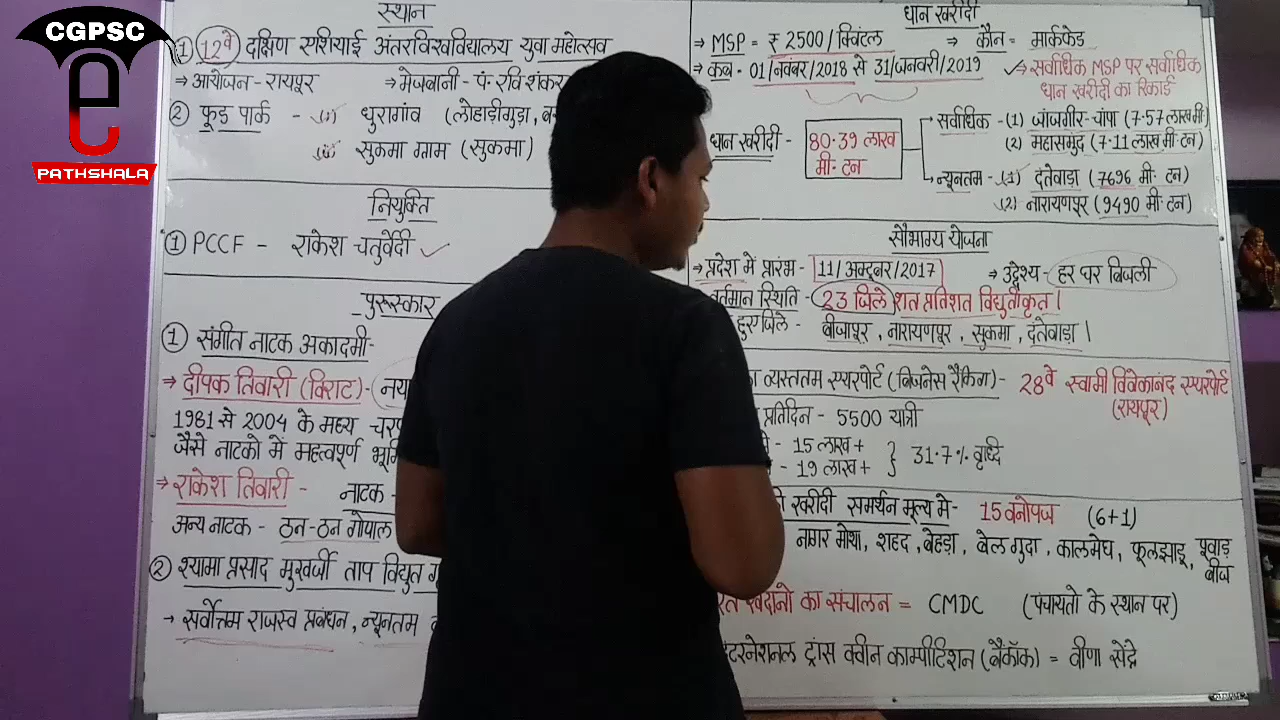 CGPSC
e
PATHSHALA
स्थान
① 12वे दक्षिण एशियाई अंतरविश्वविद्यालय युवा महोत्सव
→ आयोजन - रायपुर → मेजबानी - पं. रवि शंकर
② फूड पार्क - (i) धुरागांव (लोहाड़ीगुड़ा,
(ii) सुकमा ग्राम (सुकमा)
नियुक्ति
① PCCF - राकेश चतुर्वेदी
पुरुस्कार
① संगीत नाटक अकादमी-
→ दीपक तिवारी (विराट) - नया
1981 से 2004 के मध्य
जैसे नाटको में महत्वपूर्ण
→ राकेश तिवारी - नाटक -
अन्य नाटक - ठन-ठन गोपाल
② श्यामा प्रसाद मुखर्जी ताप विद्युत
→ सर्वोत्तम राजस्व प्रबंधन, न्यूनतम
धान खरीदी
→ MSP = ₹ 2500/क्विंटल → कौन = मार्कफेड
→ कब - 01/नवंबर/2018 से 31/जनवरी/2019
→ सर्वाधिक MSP पर सर्वाधिक
धान खरीदी का रिकार्ड
धान खरीदी - 80.39 लाख
मी. टन
सर्वाधिक - (1) जांजगीर-चांपा (7.57 लाख मी)
(2) महासमुंद (7.11 लाख मी. टन)
न्यूनतम - (1) दंतेवाड़ा (7696 मी. टन)
(2) नारायणपुर (9490 मी. टन)
सौभाग्य योजना
→ प्रदेश में प्रारंभ - 11/अक्टूबर/2017 → उद्देश्य - हर घर बिजली
वर्तमान स्थिति - 23 जिले शत प्रतिशत विद्युतीकृत।
हुए जिले - बीजापुर, नारायणपुर, सुकमा, दंतेवाड़ा।
व्यस्ततम एयरपोर्ट (बिजनेस रैंकिंग) - 28वे स्वामी विवेकानंद एयरपोर्ट
(रायपुर)
प्रतिदिन - 5500 यात्री
- 15 लाख +
- 19 लाख + } 31.7% वृध्दि
खरीदी समर्थन मूल्य मे - 15 वनोपज (6+1)
नागर मोथा, शहद, बेहड़ा, बेल गुदा, कालमेघ, फूलझाडू, पूवाड़
बीज
खदानो का संचालन = CMDC (पंचायतो के स्थान पर)
ट्रांस क्वीन काम्पीटिशन (बैकॉक) = वीणा सेंद्रे